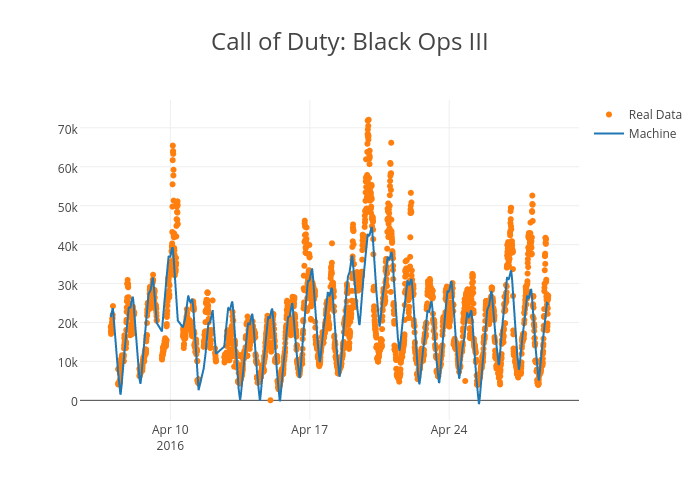 Call of Duty: Black Ops III
Real Data
Machine
70k
60k
50k
40k
30k
20k
10k
0
Apr 10
2016
Apr 17
Apr 24